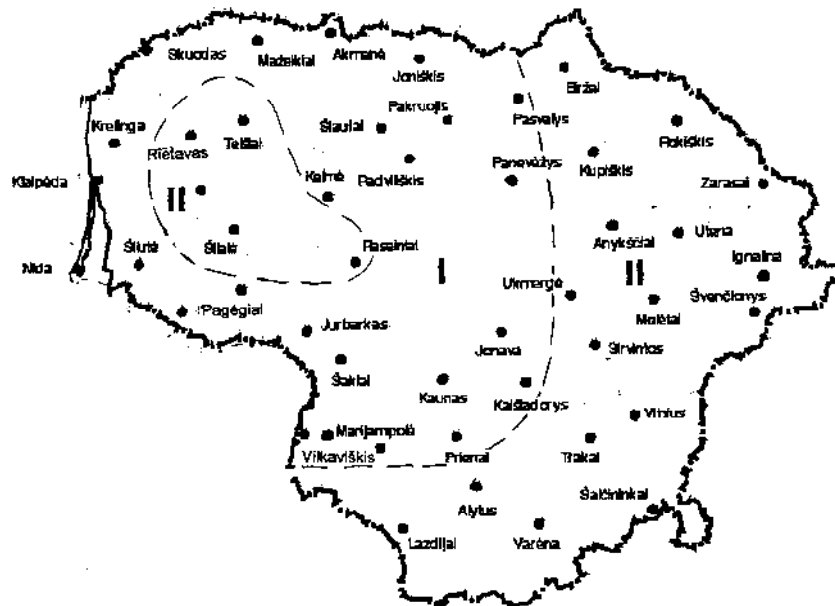 Skuodas
Mažeikiai
Akmenė
Joniškis
Biržai
Pakruojis
Pasvalys
Kretinga
Rietavas
Telšiai
Šiauliai
Rokiškis
Kupiškis
Klaipėda
Kelmė
Radviliškis
Panevėžys
Zarasai
II
Šilutė
Šilalė
Raseiniai
I
Anykščiai
Utena
Ignalina
Nida
Ukmergė
II
Švenčionys
Pagėgiai
Molėtai
Jurbarkas
Jonava
Širvintos
Šakiai
Kaunas
Kaišiadorys
Vilnius
Marijampolė
Vilkaviškis
Prienai
Trakai
Alytus
Šalčininkai
Lazdijai
Varėna